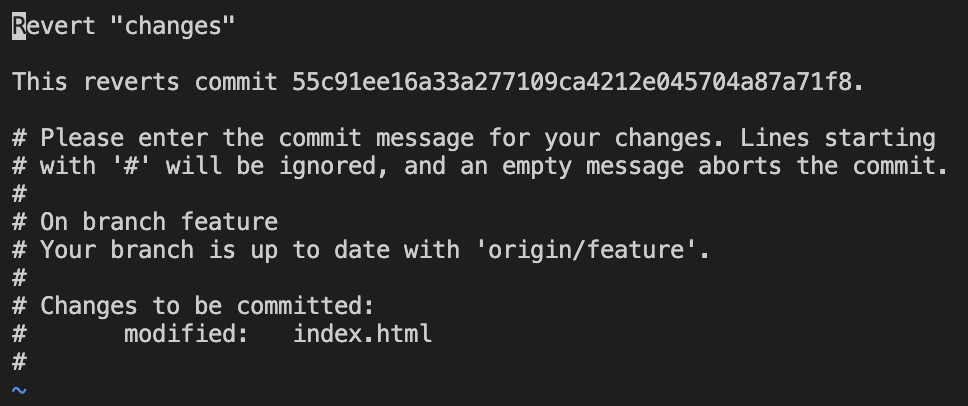 Revert "changes"

This reverts commit 55c91ee16a33a277109ca4212e045704a87a71f8.

# Please enter the commit message for your changes. Lines starting
# with '#' will be ignored, and an empty message aborts the commit.
#
# On branch feature
# Your branch is up to date with 'origin/feature'.
#
# Changes to be committed:
#       modified:   index.html
#
~